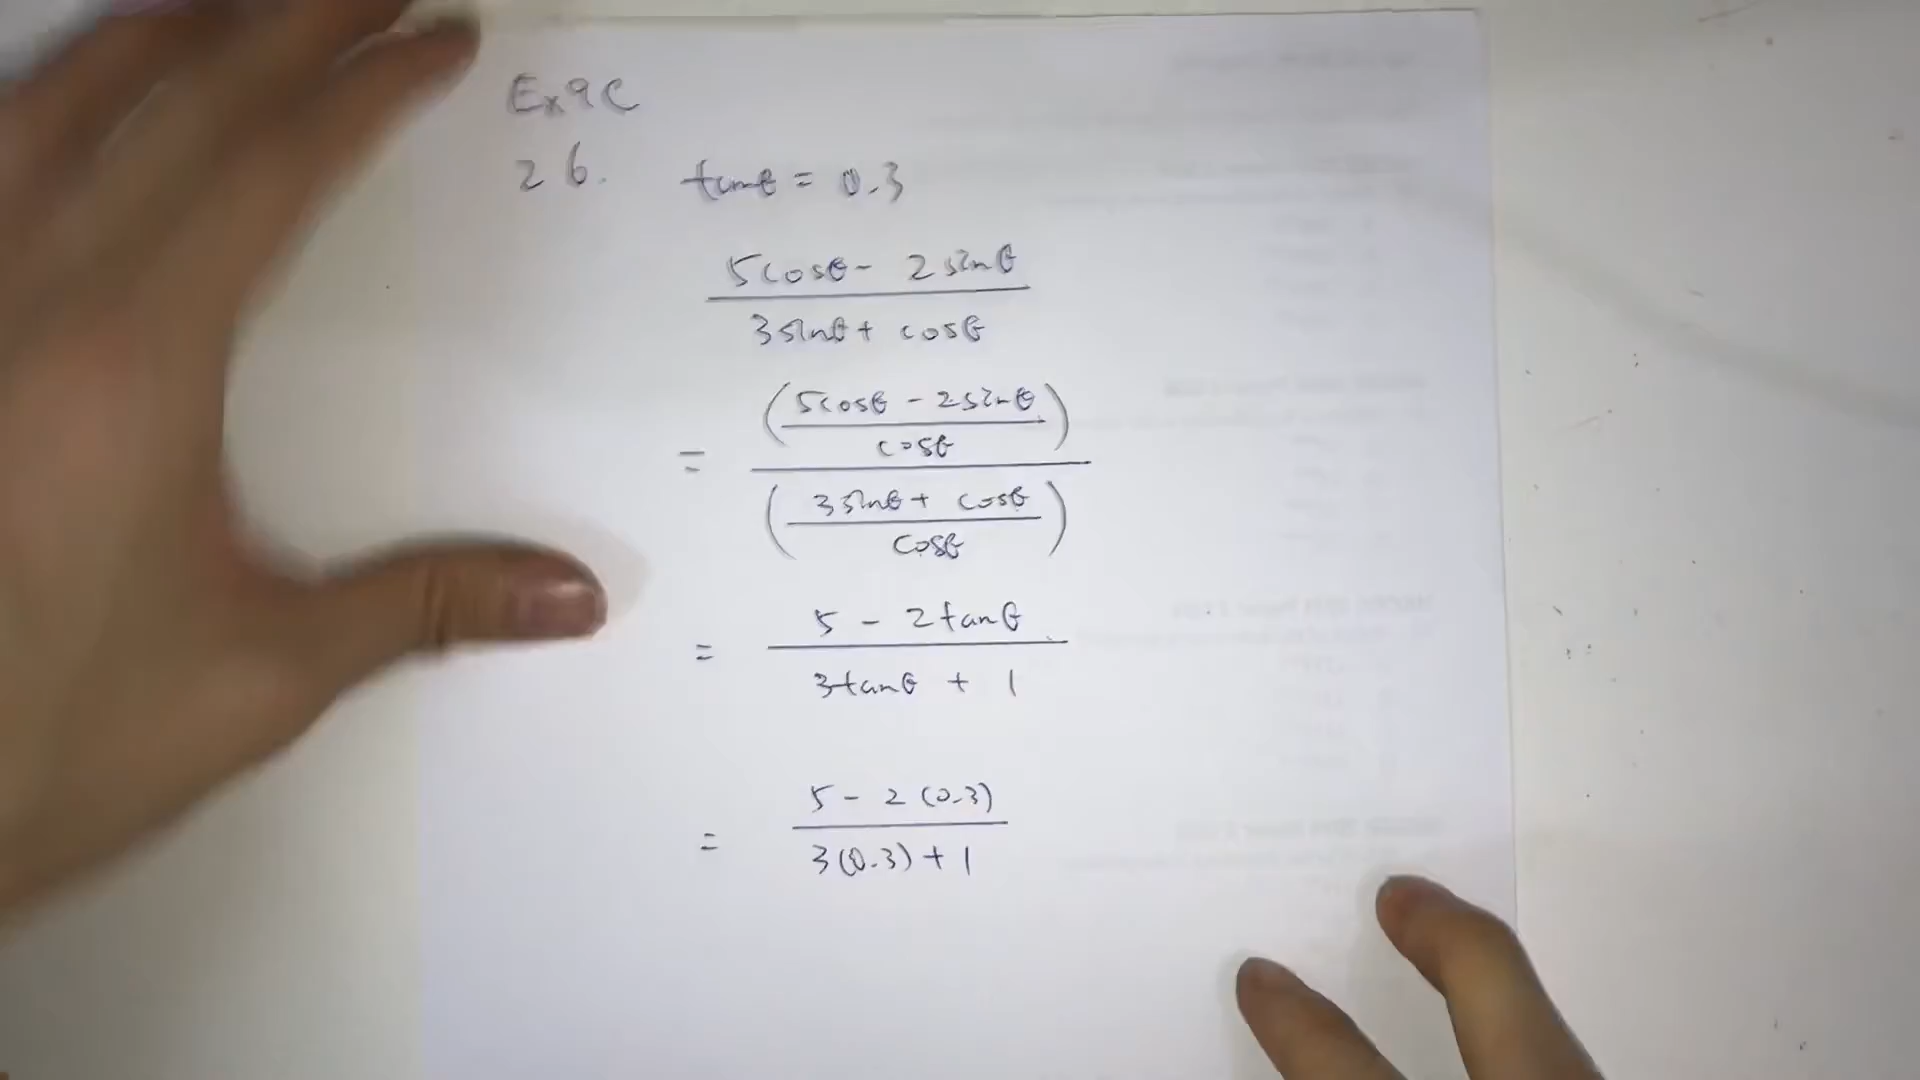 Ex9C
26. tanθ = 0.3
5cosθ - 2sinθ
3sinθ + cosθ
(5cosθ - 2sinθ
cosθ)
=
(3sinθ + cosθ
cosθ)
5 - 2tanθ
=
3tanθ + 1
5 - 2(0.3)
=
3(0.3) + 1